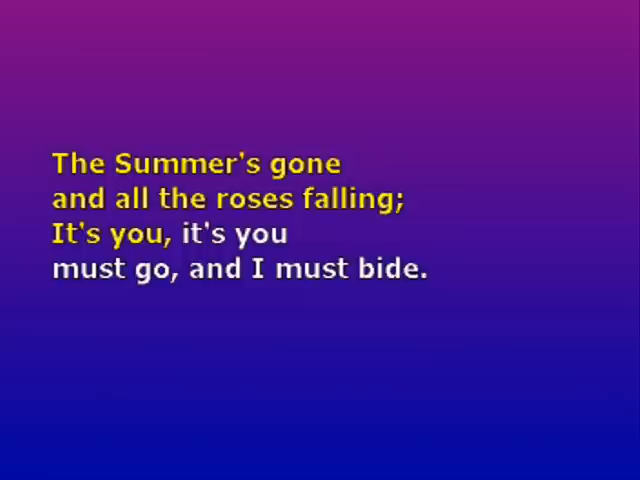 The Summer's gone
and all the roses falling;
It's you, it's you
must go, and I must bide.